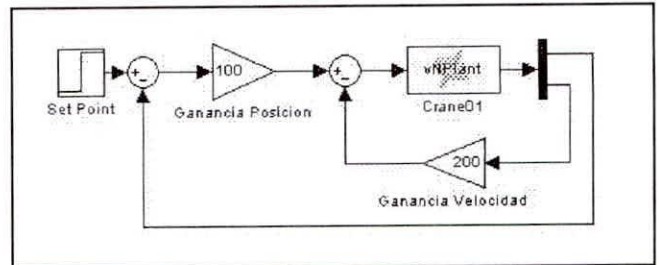 Set Point
100
Ganancia Posicion
vNPlant
Crane01
200
Ganancia Velocidad